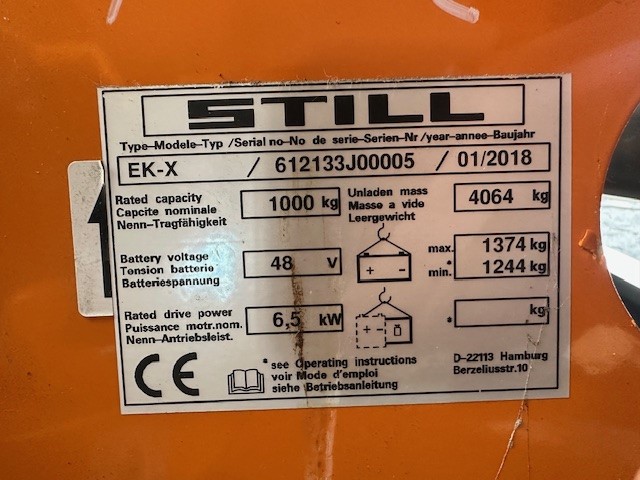 STILL
Type-Modele-Typ /Serial no-No de serie-Serien-Nr /year-annee-Baujahr
EK-X / 612133J00005 / 01/2018
Rated capacity
Capcite nominale
Nenn-Tragfähigkeit
1000 kg
Unladen mass
Masse a vide
Leergewicht
4064 kg
Battery voltage
Tension batterie
Batteriespannung
48 V
+ -
max. 1374 kg
*min. 1244 kg
Rated drive power
Puissance motr.nom.
Nenn-Antriebsleist.
6,5 kW
+ -
* kg
CE
*see Operating instructions
voir Mode d'emploi
siehe Betriebsanleitung
D-22113 Hamburg
Berzeliusstr.10